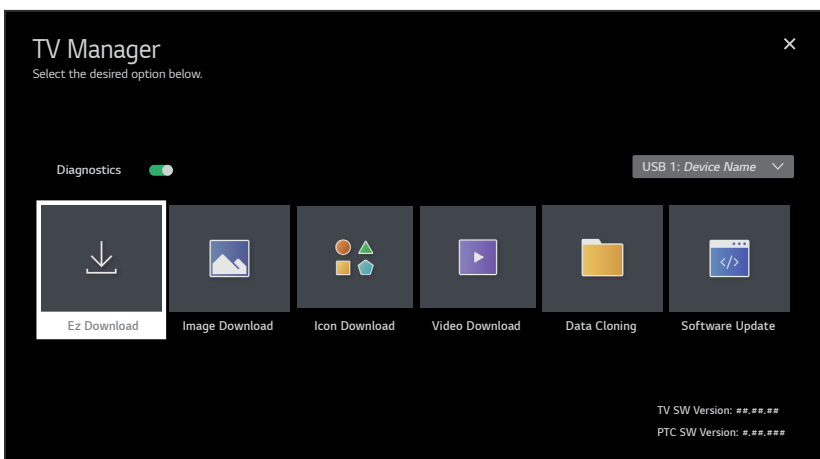 TV Manager
Select the desired option below.
Diagnostics
USB 1: Device Name
Ez Download
Image Download
Icon Download
Video Download
Data Cloning
Software Update
</>
TV SW Version: ##.##.##
PTC SW Version: #.##.###